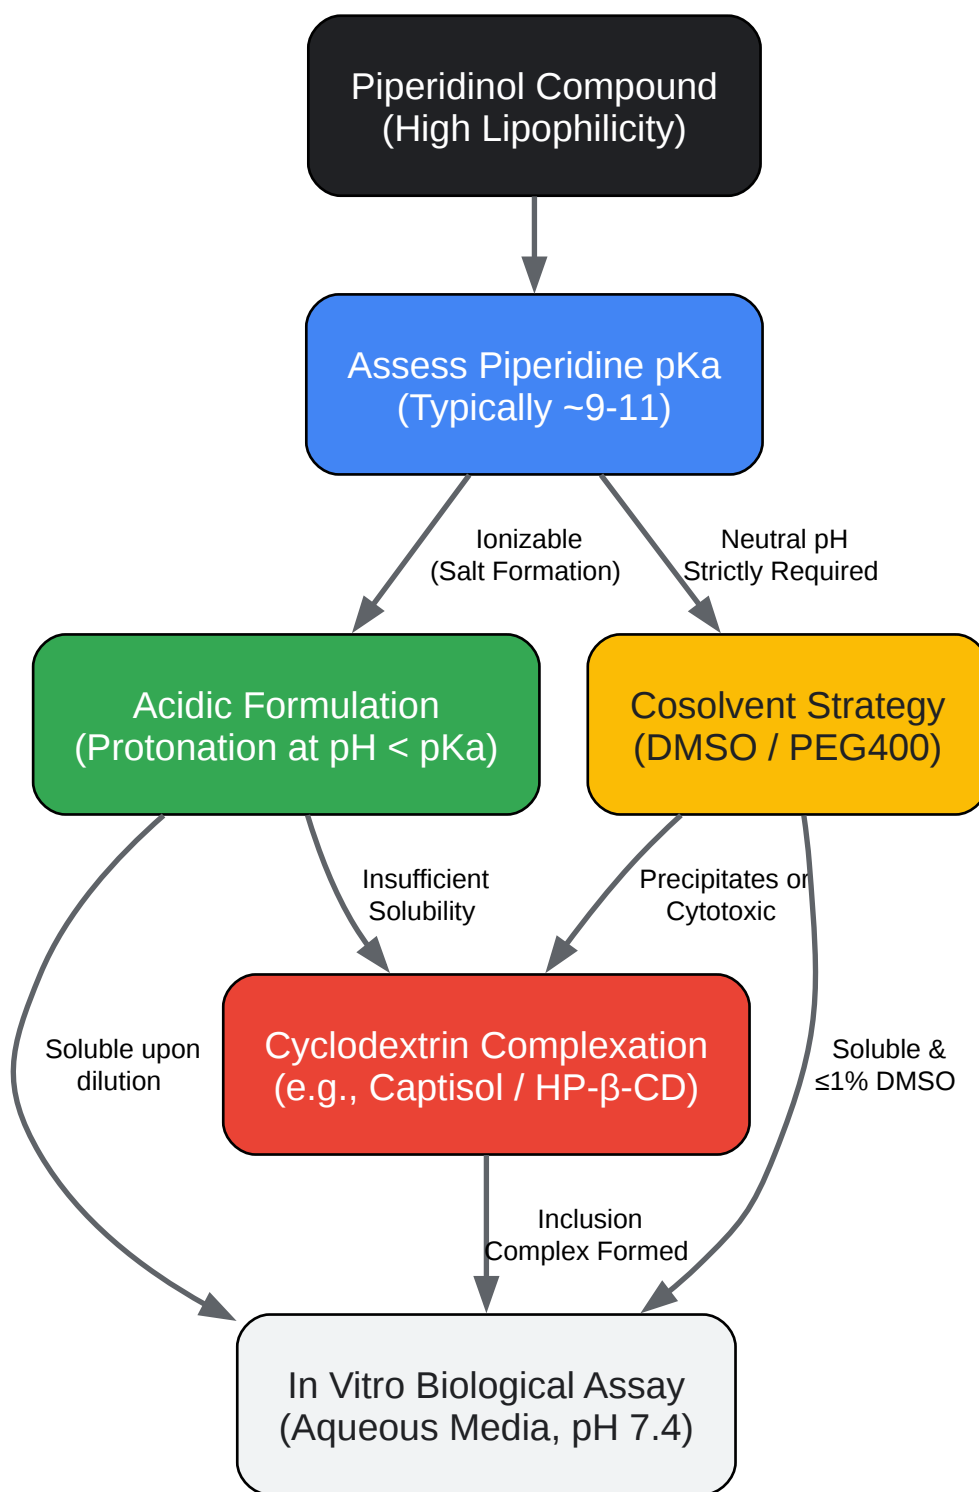 Piperidinol Compound
(High Lipophilicity)
Assess Piperidine pKa
(Typically ~9-11)
Ionizable
(Salt Formation)
Neutral pH
Strictly Required
Acidic Formulation
(Protonation at pH < pKa)
Cosolvent Strategy
(DMSO / PEG400)
Insufficient
Solubility
Precipitates or
Cytotoxic
Cyclodextrin Complexation
(e.g., Captisol / HP-β-CD)
Soluble upon
dilution
Soluble &
≤1% DMSO
Inclusion
Complex Formed
In Vitro Biological Assay
(Aqueous Media, pH 7.4)